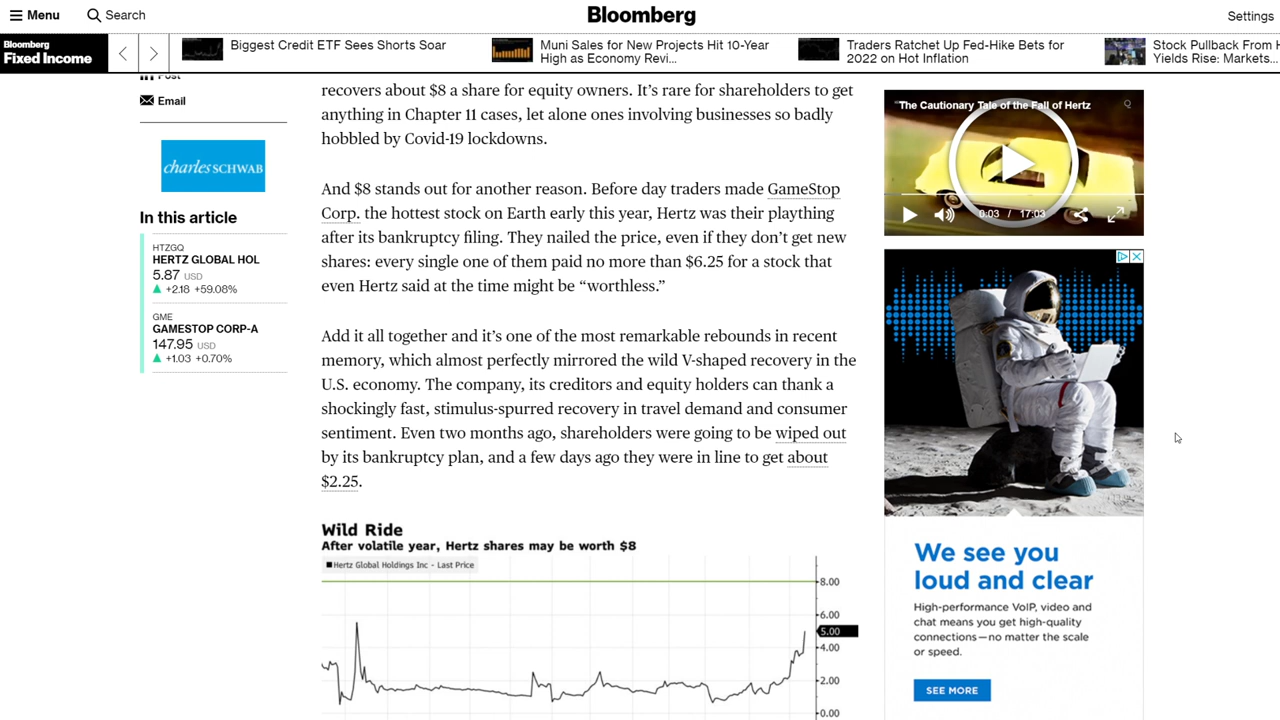 Menu
Search
Bloomberg
Settings
Bloomberg
Fixed Income
Biggest Credit ETF Sees Shorts Soar
Muni Sales for New Projects Hit 10-Year
High as Economy Revi...
Traders Ratchet Up Fed-Hike Bets for
2022 on Hot Inflation
Stock Pullback From H
Yields Rise: Markets...
Post
Email
charles SCHWAB
In this article
HTZGQ
HERTZ GLOBAL HOL
5.87 USD
▲ +2.18 +59.08%
GME
GAMESTOP CORP-A
147.95 USD
▲ +1.03 +0.70%
recovers about $8 a share for equity owners. It’s rare for shareholders to get
anything in Chapter 11 cases, let alone ones involving businesses so badly
hobbled by Covid-19 lockdowns.
And $8 stands out for another reason. Before day traders made GameStop
Corp. the hottest stock on Earth early this year, Hertz was their plaything
after its bankruptcy filing. They nailed the price, even if they don’t get new
shares: every single one of them paid no more than $6.25 for a stock that
even Hertz said at the time might be “worthless.”
Add it all together and it’s one of the most remarkable rebounds in recent
memory, which almost perfectly mirrored the wild V-shaped recovery in the
U.S. economy. The company, its creditors and equity holders can thank a
shockingly fast, stimulus-spurred recovery in travel demand and consumer
sentiment. Even two months ago, shareholders were going to be wiped out
by its bankruptcy plan, and a few days ago they were in line to get about
$2.25.
Wild Ride
After volatile year, Hertz shares may be worth $8
Hertz Global Holdings Inc - Last Price
8.00
6.00
5.00
4.00
2.00
0.00
The Cautionary Tale of the Fall of Hertz
0:03 / 17:03
We see you
loud and clear
High-performance VoIP, video and
chat means you get high-quality
connections—no matter the scale
or speed.
SEE MORE